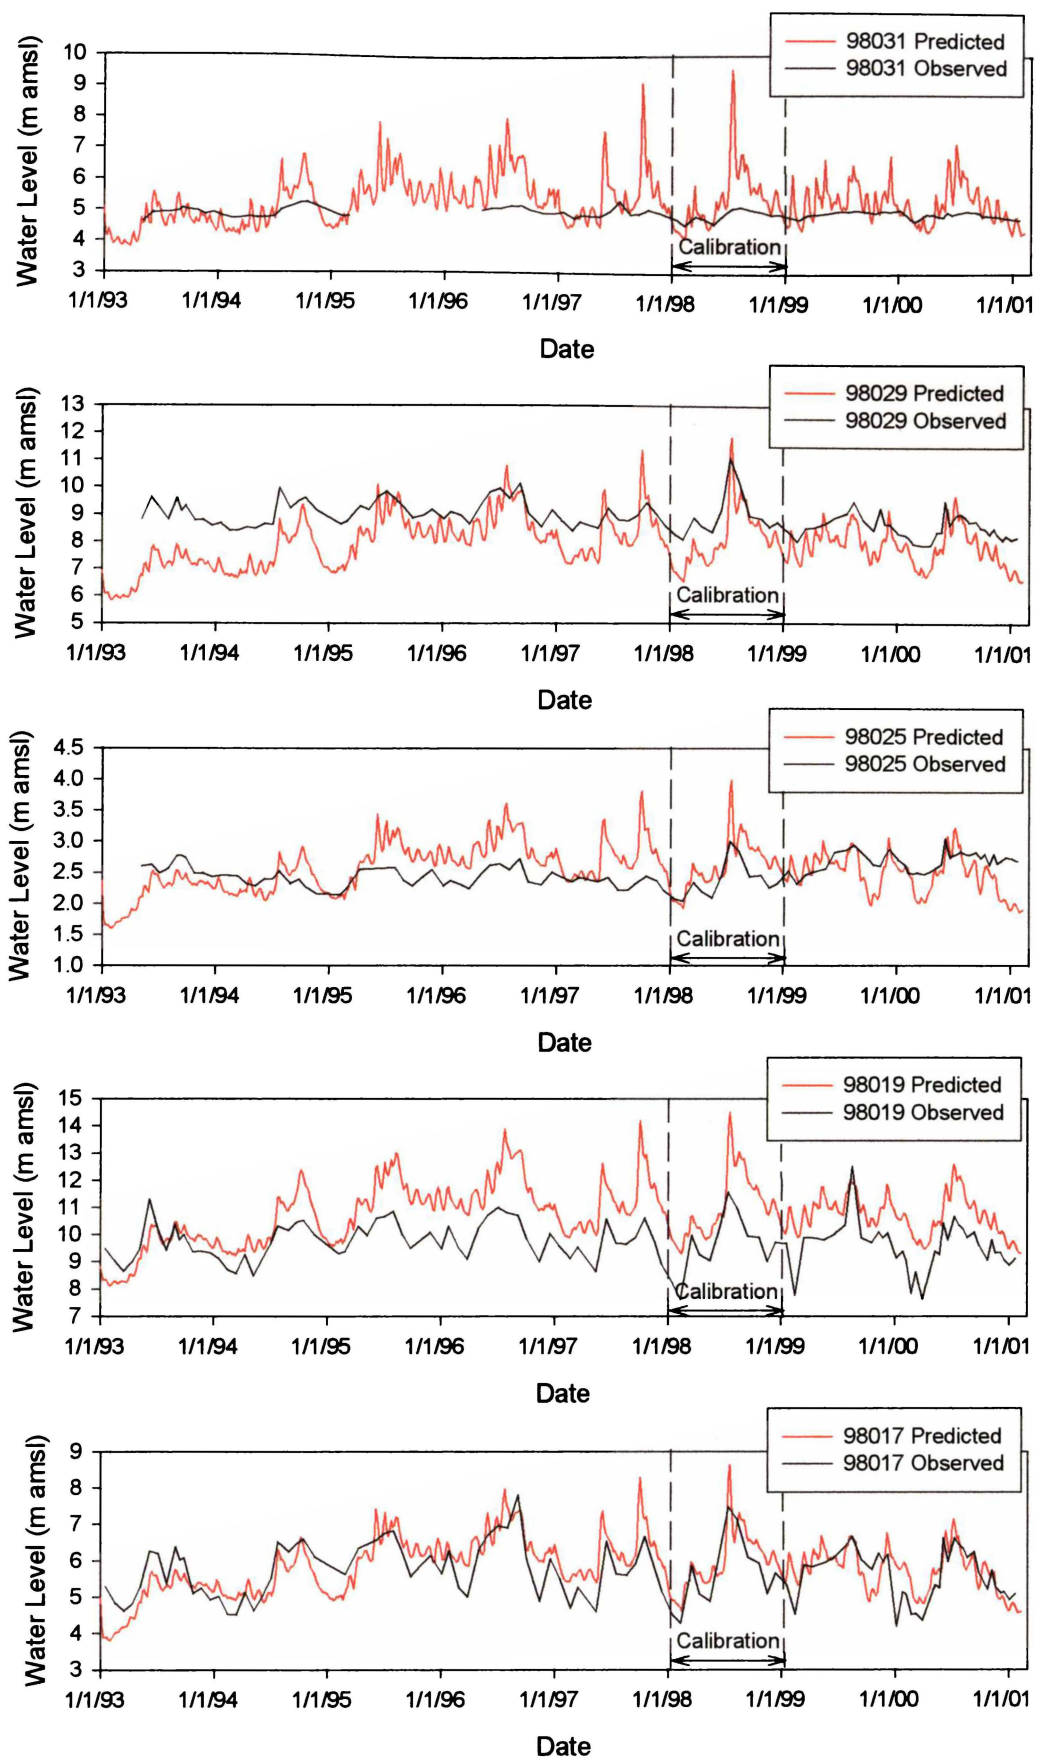 98031 Predicted
98031 Observed
Water Level (m amsl)
10
9
8
7
6
5
4
3
Calibration
1/1/93 1/1/94 1/1/95 1/1/96 1/1/97 1/1/98 1/1/99 1/1/00 1/1/01
Date
98029 Predicted
98029 Observed
Water Level (m amsl)
13
12
11
10
9
8
7
6
5
Calibration
1/1/93 1/1/94 1/1/95 1/1/96 1/1/97 1/1/98 1/1/99 1/1/00 1/1/01
Date
98025 Predicted
98025 Observed
Water Level (m amsl)
4.5
4.0
3.5
3.0
2.5
2.0
1.5
1.0
Calibration
1/1/93 1/1/94 1/1/95 1/1/96 1/1/97 1/1/98 1/1/99 1/1/00 1/1/01
Date
98019 Predicted
98019 Observed
Water Level (m amsl)
15
14
13
12
11
10
9
8
7
Calibration
1/1/93 1/1/94 1/1/95 1/1/96 1/1/97 1/1/98 1/1/99 1/1/00 1/1/01
Date
98017 Predicted
98017 Observed
Water Level (m amsl)
9
8
7
6
5
4
3
Calibration
1/1/93 1/1/94 1/1/95 1/1/96 1/1/97 1/1/98 1/1/99 1/1/00 1/1/01
Date